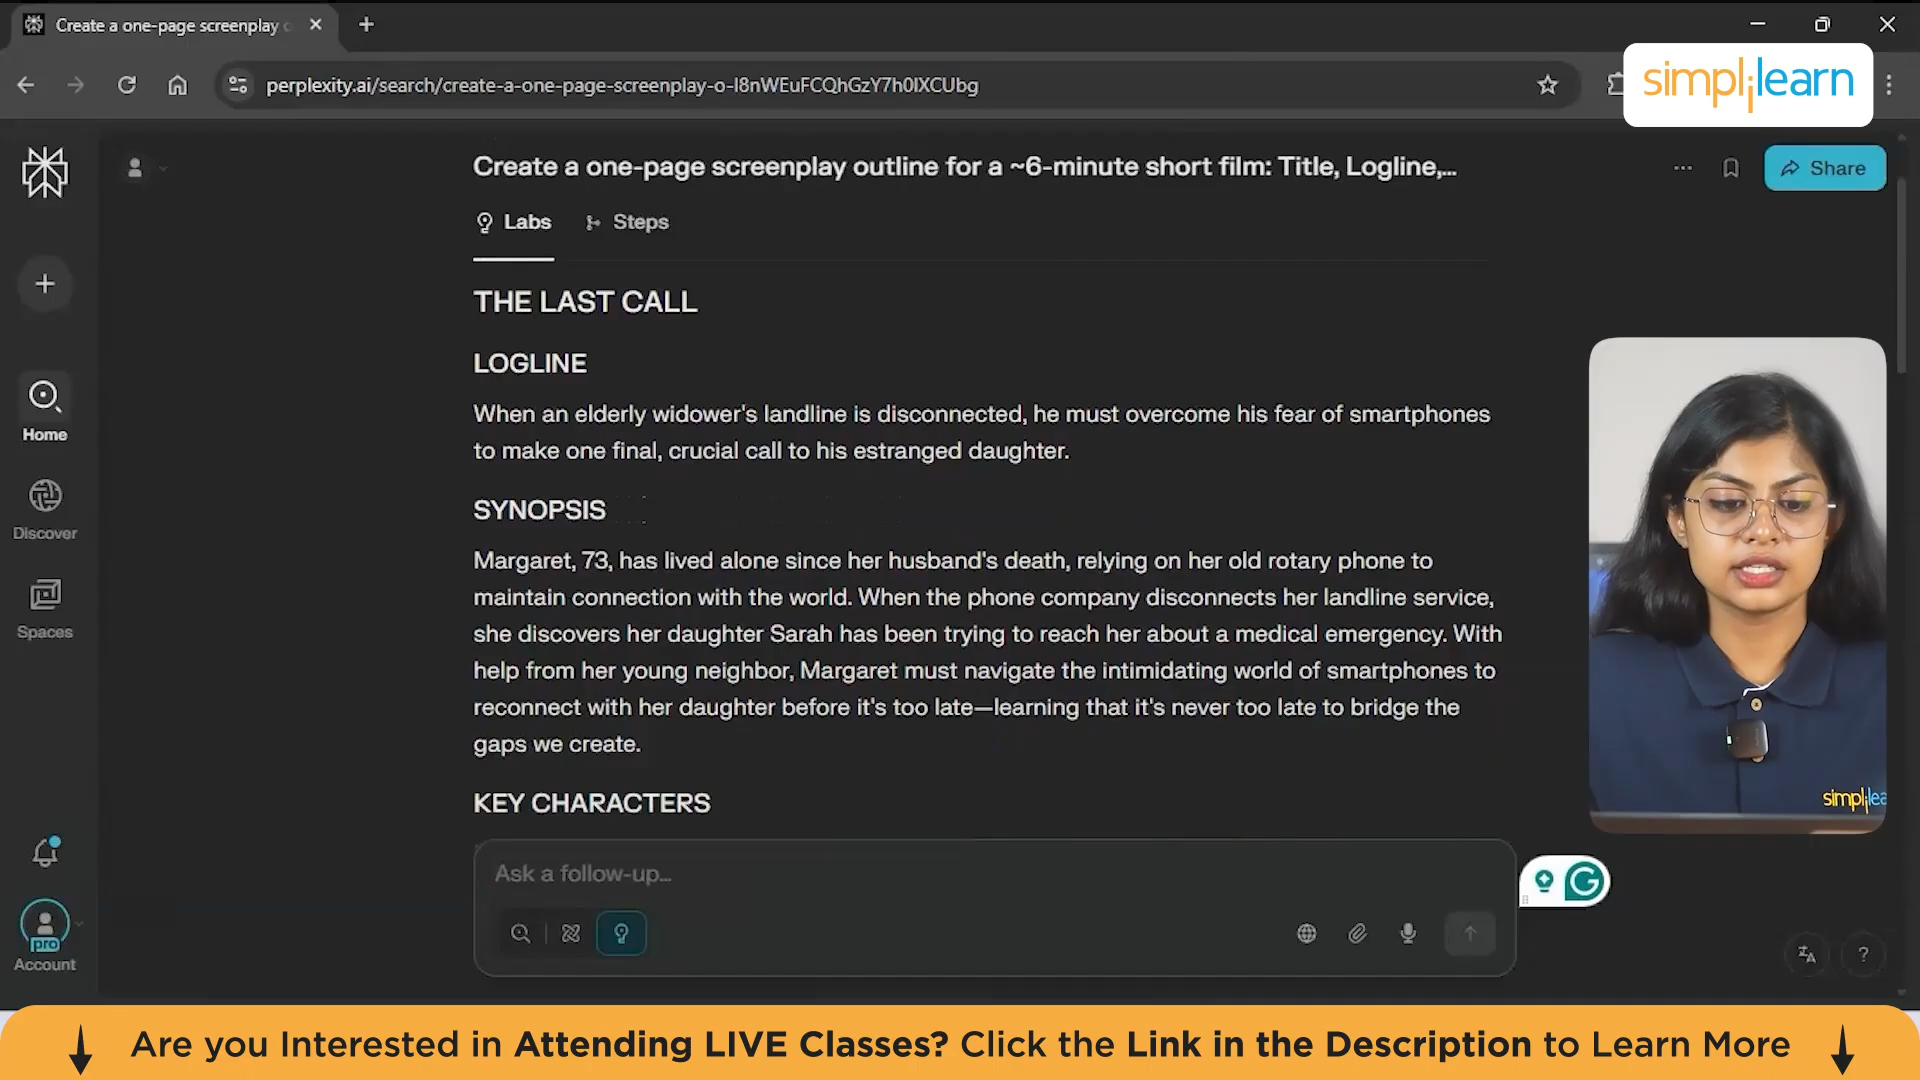 Create a one-page screenplay
perplexity.ai/search/create-a-one-page-screenplay-o-I8nWEuFCQhGzY7h0IXCUbg
simplilearn
Create a one-page screenplay outline for a ~6-minute short film: Title, Logline,...
Share
Labs
Steps
THE LAST CALL
LOGLINE
When an elderly widower's landline is disconnected, he must overcome his fear of smartphones
to make one final, crucial call to his estranged daughter.
SYNOPSIS
Margaret, 73, has lived alone since her husband's death, relying on her old rotary phone to
maintain connection with the world. When the phone company disconnects her landline service,
she discovers her daughter Sarah has been trying to reach her about a medical emergency. With
help from her young neighbor, Margaret must navigate the intimidating world of smartphones to
reconnect with her daughter before it's too late—learning that it's never too late to bridge the
gaps we create.
KEY CHARACTERS
Home
Discover
Spaces
pro
Account
Ask a follow-up...
simplilea
Are you Interested in Attending LIVE Classes? Click the Link in the Description to Learn More